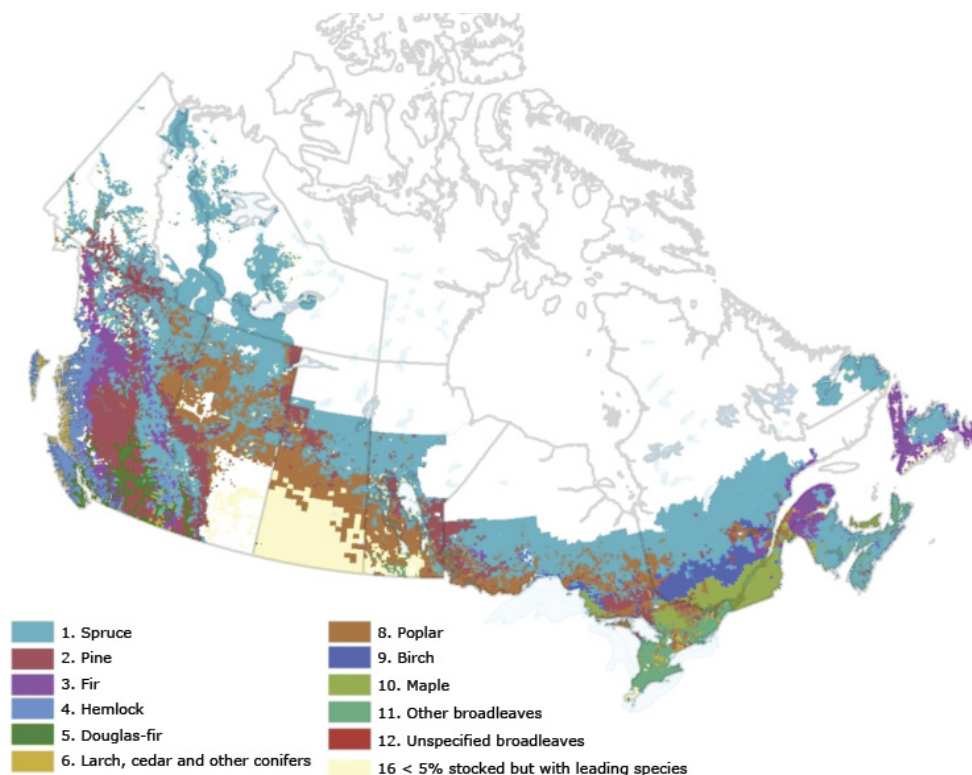 1. Spruce
2. Pine
3. Fir
4. Hemlock
5. Douglas-fir
6. Larch, cedar and other conifers
8. Poplar
9. Birch
10. Maple
11. Other broadleaves
12. Unspecified broadleaves
16 < 5% stocked but with leading species